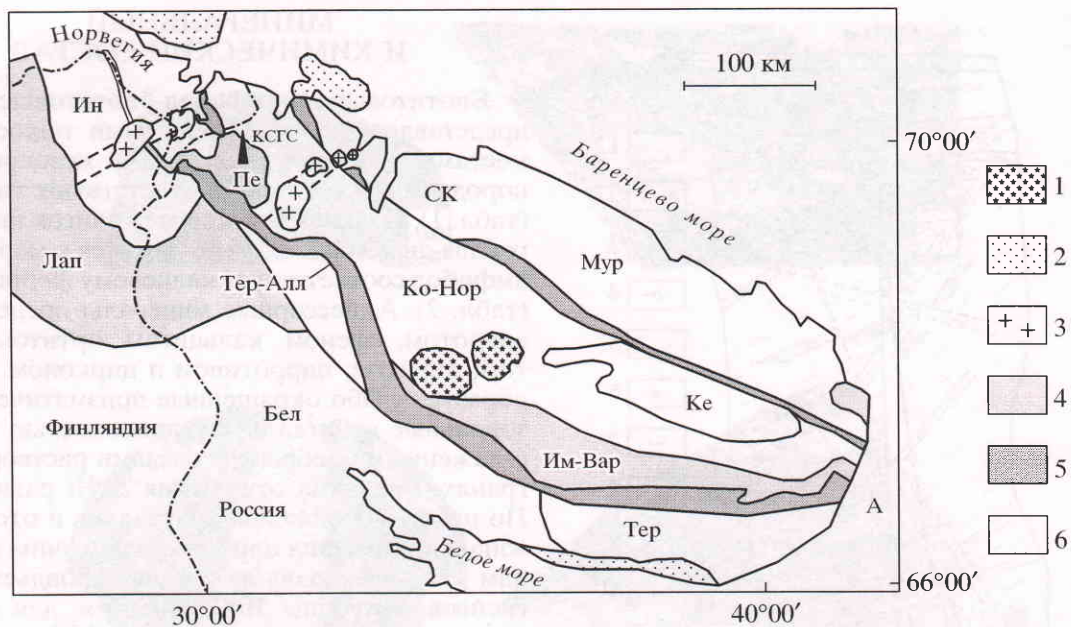 Норвегия
Ин
КСГС
Пе
Лап
Тер-Алл
СК
Ко-Нор
Мур
Баренцево море
Бел
Ке
Финляндия
Россия
Им-Вар
Тер
Белое море
А
100 км
70°00′
66°00′
30°00′
40°00′
1
2
3
4
5
6